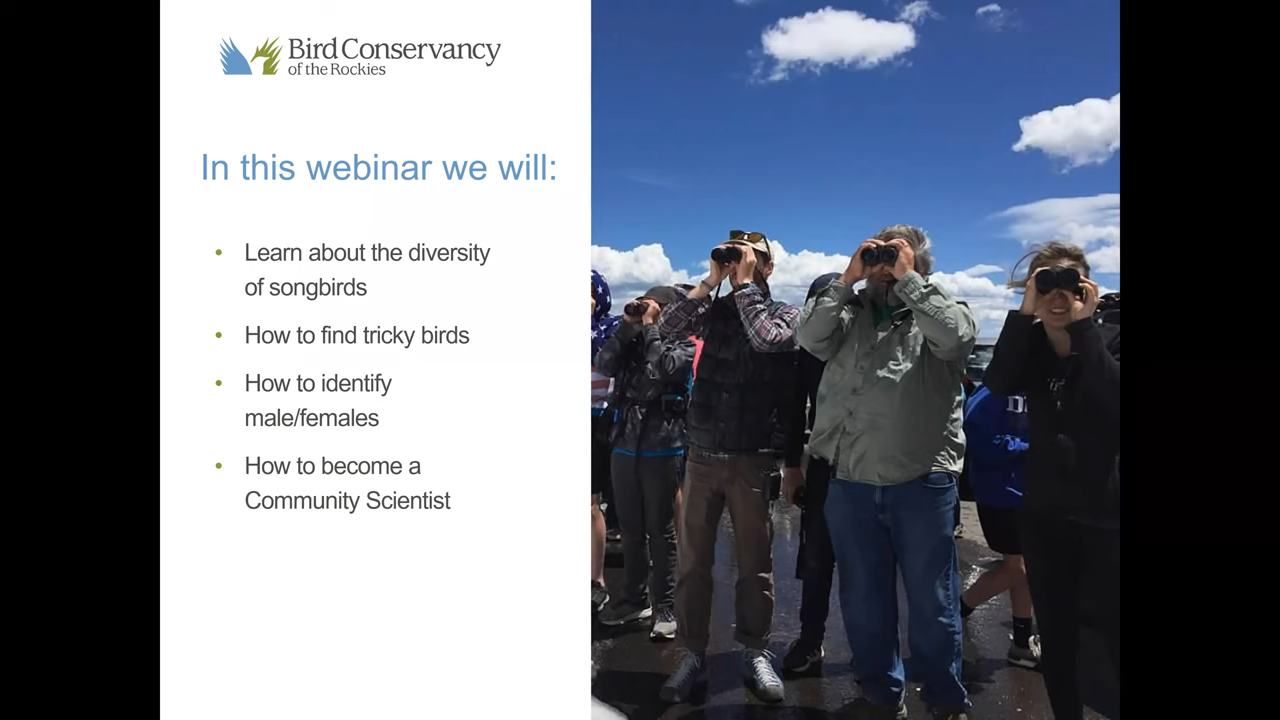 Bird Conservancy
of the Rockies
In this webinar we will:
• Learn about the diversity
of songbirds
• How to find tricky birds
• How to identify
male/females
• How to become a
Community Scientist